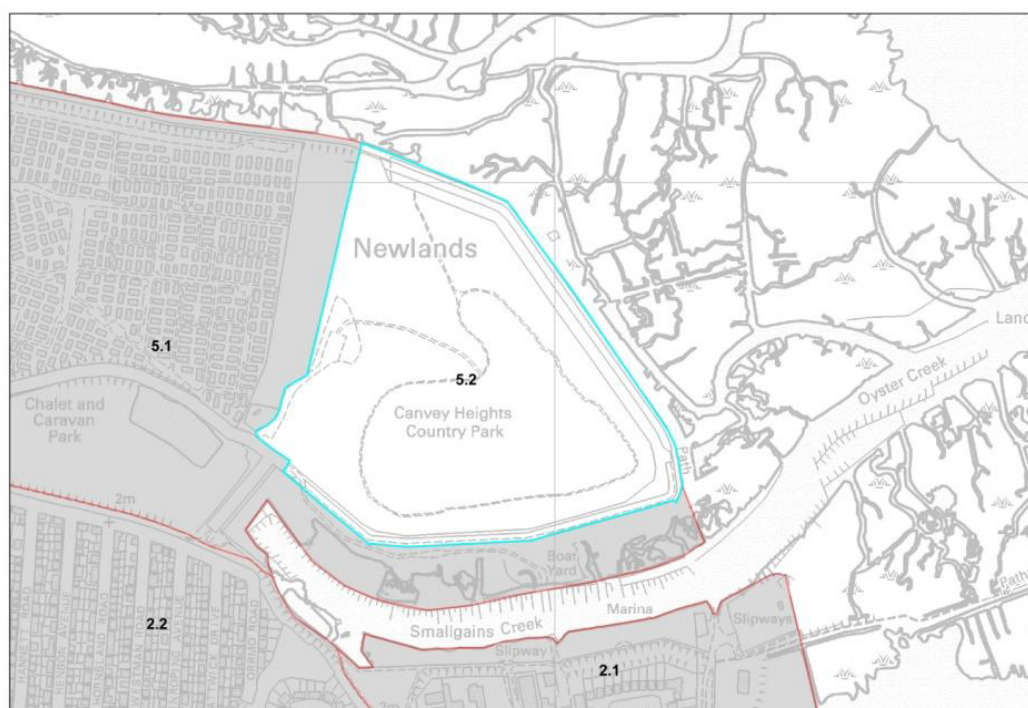 Newlands
5.1
5.2
Chalet and
Caravan
Park
Canvey Heights
Country Park
Path
Oyster Creek
Land
2m
Boat
Yard
Marina
Smallgains Creek
Slipway
Slipways
Path
2.2
2.1
2m